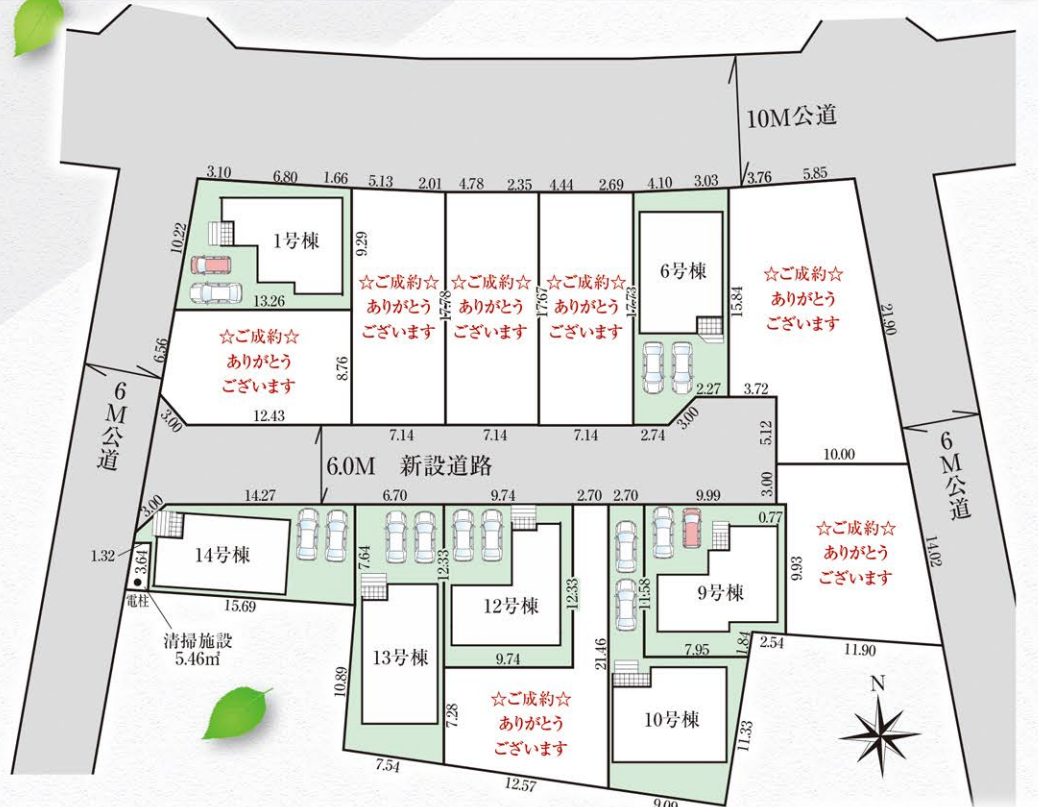 10M公道
3.10 6.80 1.66 5.13 2.01 4.78 2.35 4.44 2.69 4.10 3.03 3.76 5.85
10.22
1号棟
13.26
9.29
☆ご成約☆
ありがとう
ございます
17.78
☆ご成約☆
ありがとう
ございます
17.67
☆ご成約☆
ありがとう
ございます
17.73
6号棟
2.27
15.84
☆ご成約☆
ありがとう
ございます
21.90
6.56
☆ご成約☆
ありがとう
ございます
8.76
12.43
3.72
3.00
7.14 7.14 7.14 2.74
3.00
5.12
6M公道
6.0M 新設道路
10.00
6M公道
3.00
14.27 6.70 9.74 2.70 2.70 9.99
3.00
0.77
1.32
3.64
電柱
14号棟
15.69
清掃施設
5.46㎡
7.64
12.33
12号棟
12.33
9.74
11.58
9号棟
7.95
1.84
9.93
☆ご成約☆
ありがとう
ございます
14.02
2.54
11.90
13号棟
10.89
7.54
7.28
☆ご成約☆
ありがとう
ございます
21.46
12.57
10号棟
11.33
9.09
N